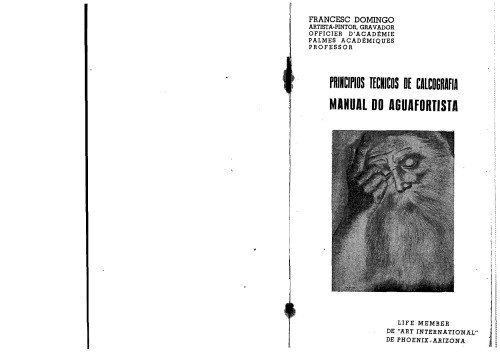 FRANCESC DOMINGO
ARTISTA-PINTOR, GRAVADOR
OFFICIER D'ACADÉMIE
PALMES ACADÉMIQUES
PROFESSOR
PRINCIPIOS TECNICOS DE CALCOGRAFIA
MANUAL DO AGUAFORTISTA
LIFE MEMBER
DE "ART INTERNATIONAL"
DE PHOENIX-ARIZONA